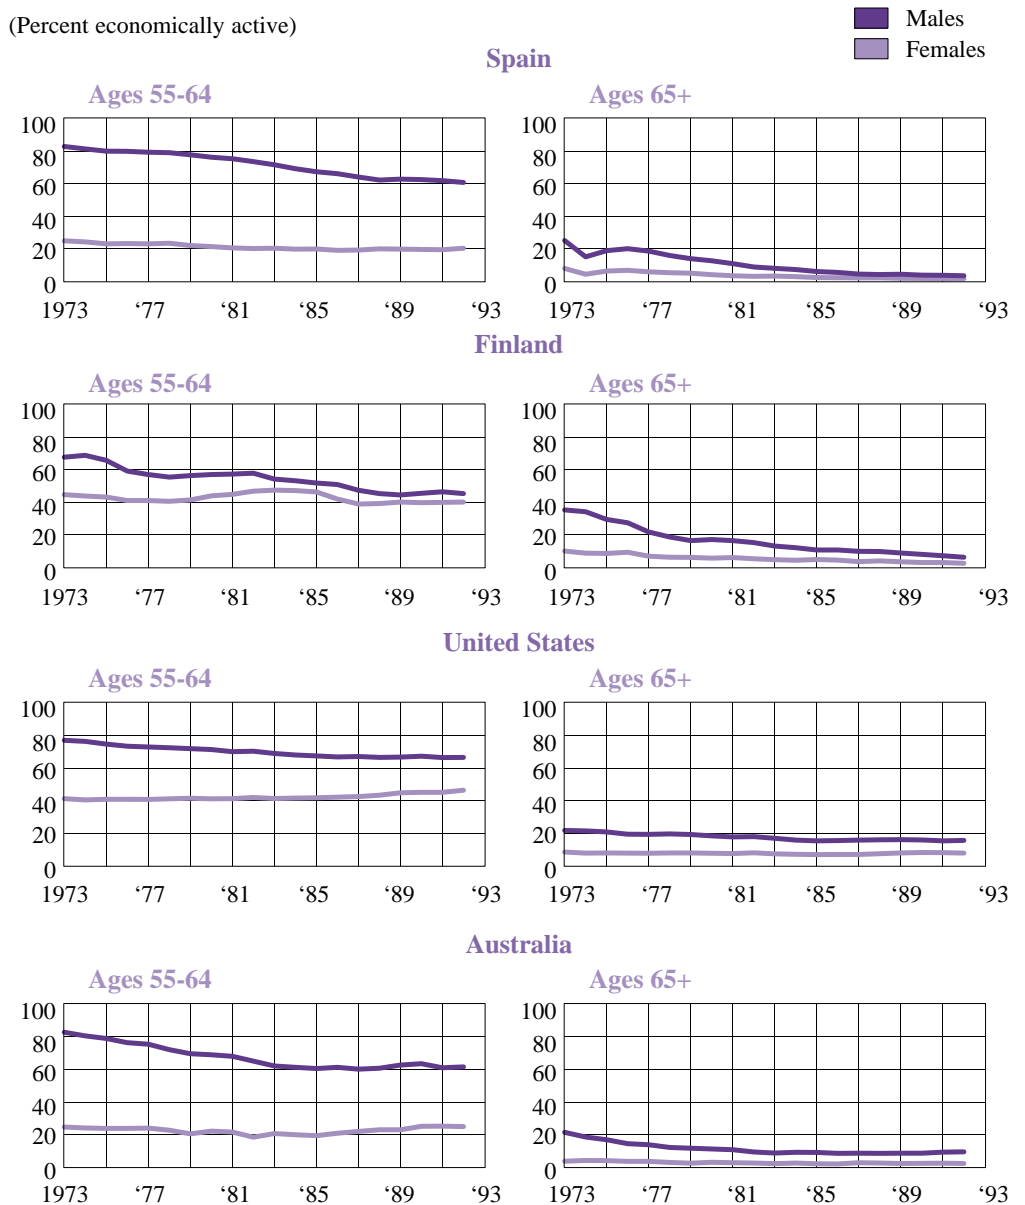 (Percent economically active)
Males
Females
Spain
Ages 55-64
100
80
60
40
20
0
1973 ‘77 ‘81 ‘85 ‘89 ‘93
Ages 65+
100
80
60
40
20
0
1973 ‘77 ‘81 ‘85 ‘89 ‘93
Finland
Ages 55-64
100
80
60
40
20
0
1973 ‘77 ‘81 ‘85 ‘89 ‘93
Ages 65+
100
80
60
40
20
0
1973 ‘77 ‘81 ‘85 ‘89 ‘93
United States
Ages 55-64
100
80
60
40
20
0
1973 ‘77 ‘81 ‘85 ‘89 ‘93
Ages 65+
100
80
60
40
20
0
1973 ‘77 ‘81 ‘85 ‘89 ‘93
Australia
Ages 55-64
100
80
60
40
20
0
1973 ‘77 ‘81 ‘85 ‘89 ‘93
Ages 65+
100
80
60
40
20
0
1973 ‘77 ‘81 ‘85 ‘89 ‘93